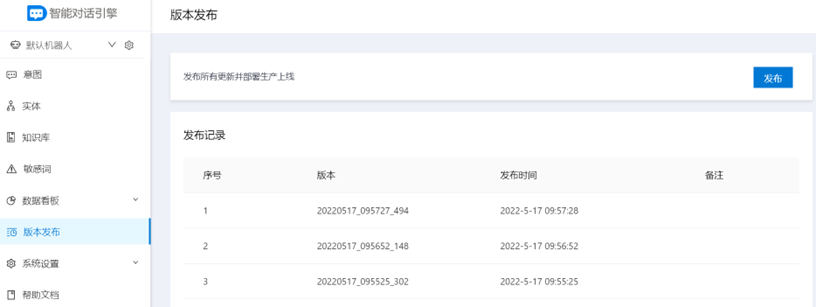 智能对话引擎
默认机器人
意图
实体
知识库
敏感词
数据看板
版本发布
系统设置
帮助文档
版本发布
发布所有更新并部署生产上线
发布
发布记录
序号 版本 发布时间 备注
1 20220517_095727_494 2022-5-17 09:57:28
2 20220517_095652_148 2022-5-17 09:56:52
3 20220517_095525_302 2022-5-17 09:55:25